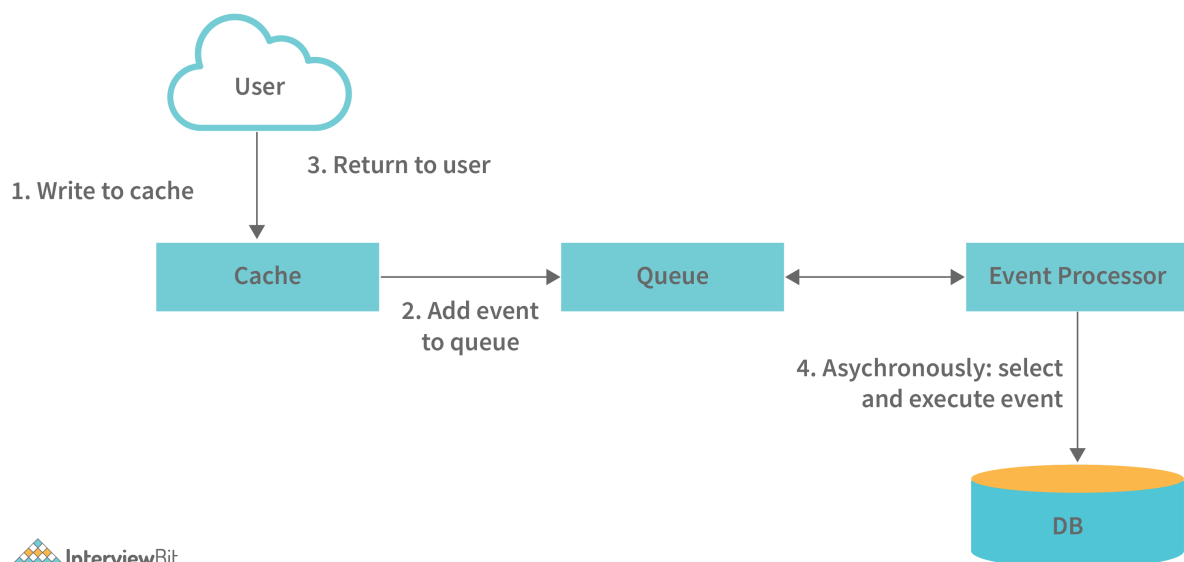 User
3. Return to user
1. Write to cache
Cache
Queue
Event Processor
2. Add event
to queue
4. Asychronously: select
and execute event
DB
InterviewBit